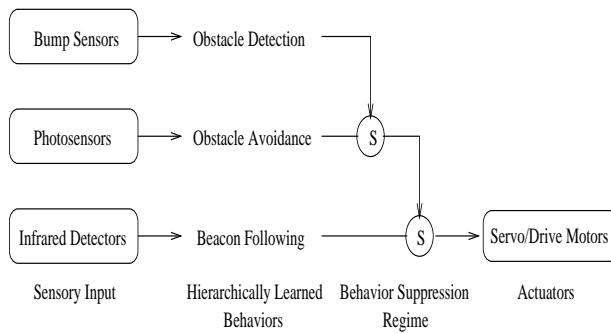 Bump Sensors
Obstacle Detection
Photosensors
Obstacle Avoidance
S
Infrared Detectors
Beacon Following
S
Servo/Drive Motors
Sensory Input
Hierarchically Learned
Behaviors
Behavior Suppression
Regime
Actuators